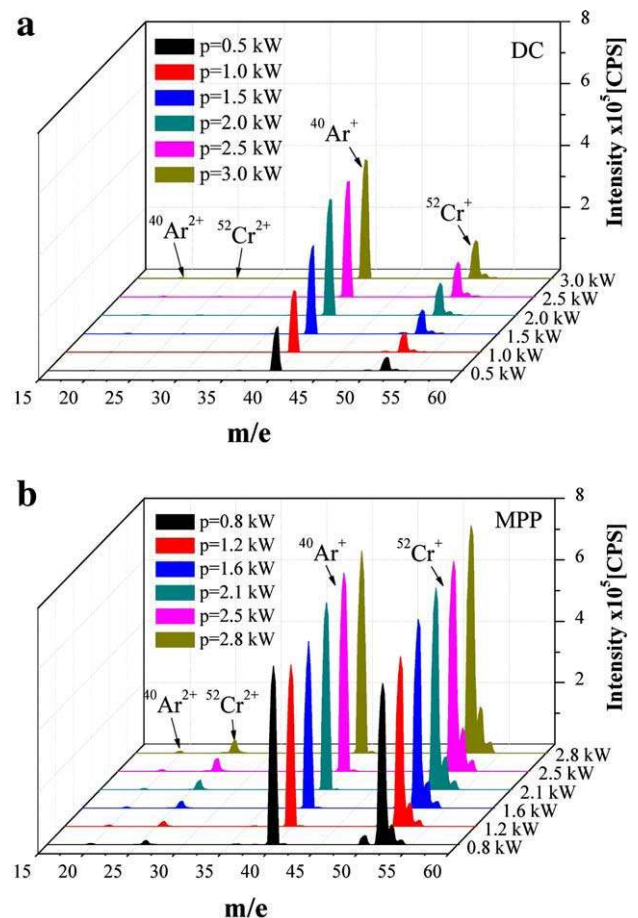 a
DC
p=0.5 kW
p=1.0 kW
p=1.5 kW
p=2.0 kW
p=2.5 kW
p=3.0 kW
⁴⁰Ar⁺
⁵²Cr⁺
⁴⁰Ar²⁺
⁵²Cr²⁺
8
6
4
2
Intensity x10⁵[CPS]
3.0 kW
2.5 kW
2.0 kW
1.5 kW
1.0 kW
0.5 kW
15 20 25 30 35 40 45 50 55 60
m/e
b
MPP
p=0.8 kW
p=1.2 kW
p=1.6 kW
p=2.1 kW
p=2.5 kW
p=2.8 kW
⁴⁰Ar⁺
⁵²Cr⁺
⁴⁰Ar²⁺
⁵²Cr²⁺
8
6
4
2
Intensity x10⁵[CPS]
2.8 kW
2.5 kW
2.1 kW
1.6 kW
1.2 kW
0.8 kW
15 20 25 30 35 40 45 50 55 60
m/e